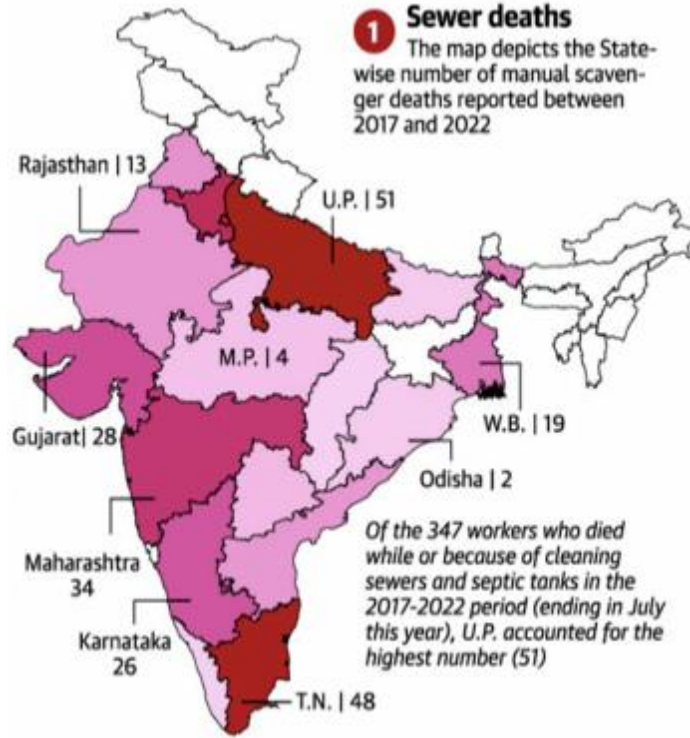 1
Sewer deaths
The map depicts the State-
wise number of manual scaven-
ger deaths reported between
2017 and 2022
Rajasthan | 13
U.P. | 51
M.P. | 4
Gujarat| 28
W.B. | 19
Odisha | 2
Maharashtra
34
Karnataka
26
T.N. | 48
Of the 347 workers who died
while or because of cleaning
sewers and septic tanks in the
2017-2022 period (ending in July
this year), U.P. accounted for the
highest number (51)